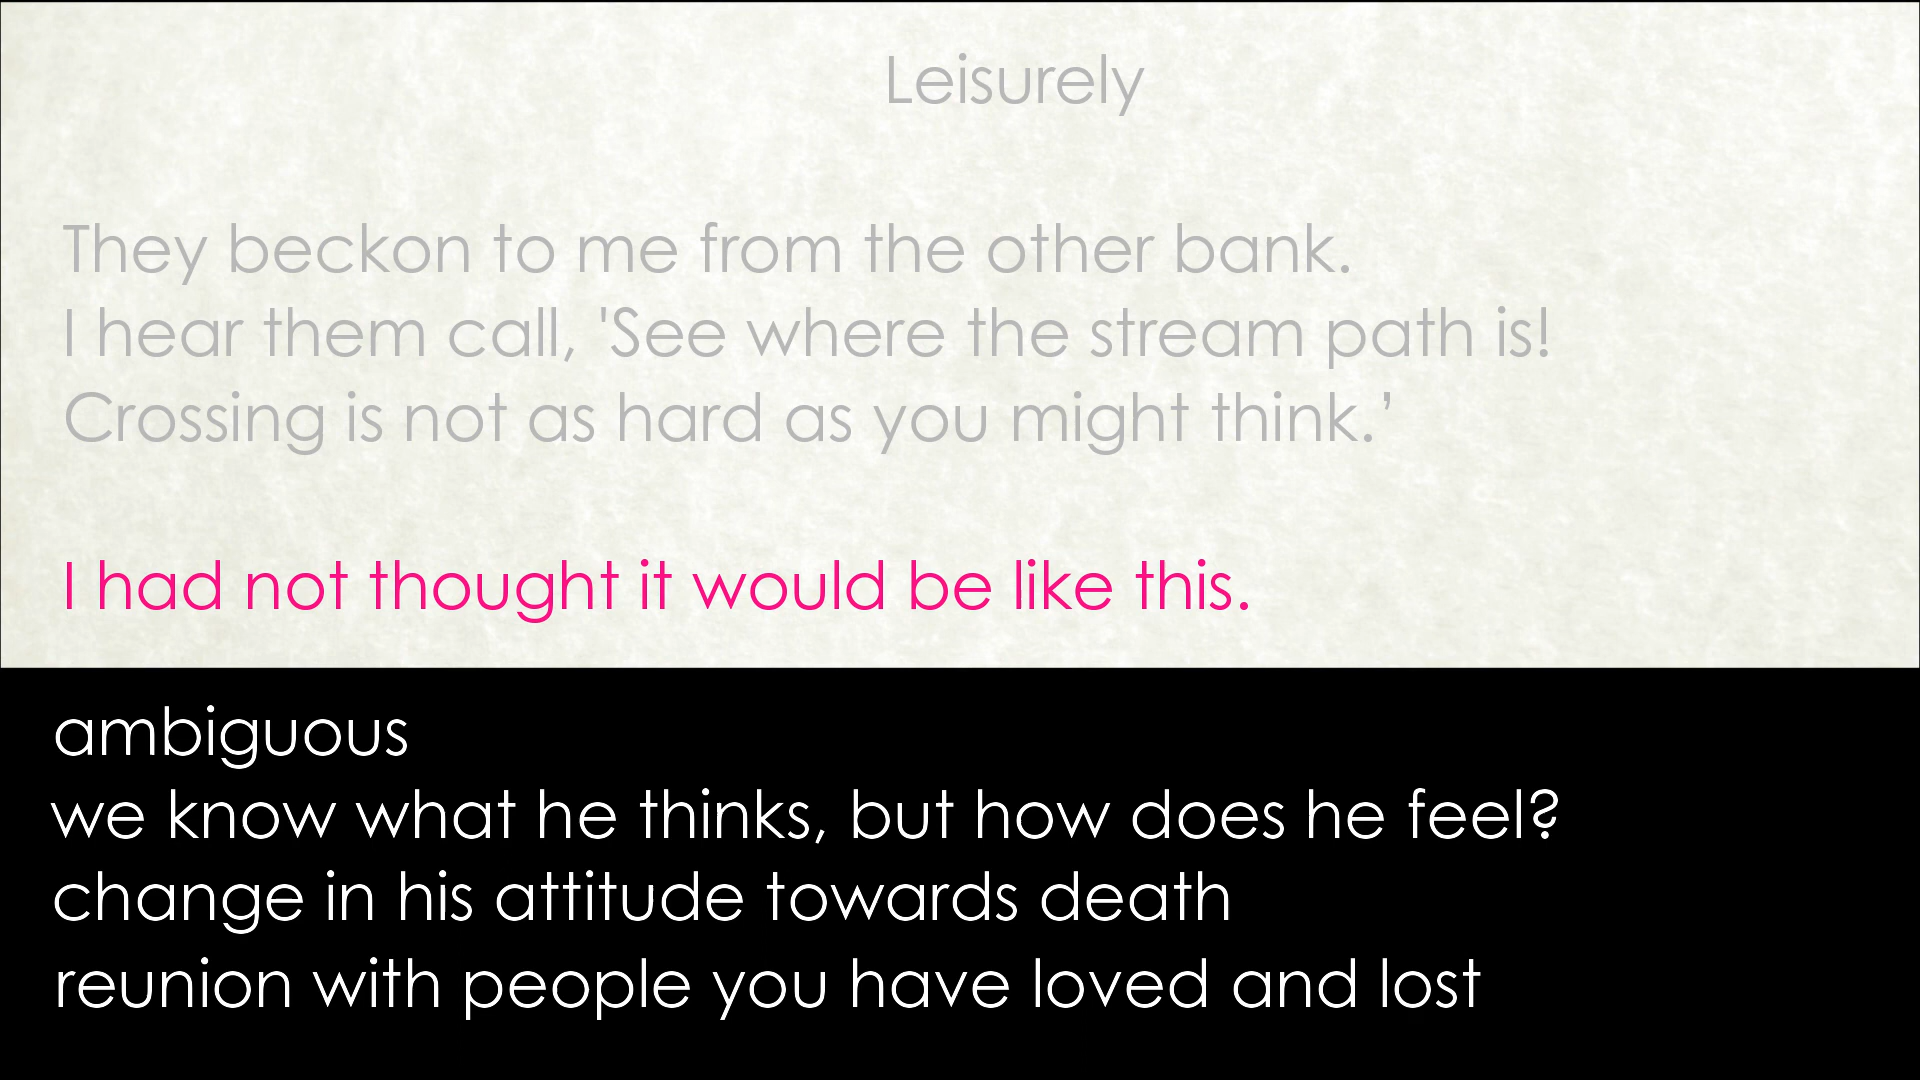 Leisurely
They beckon to me from the other bank.
I hear them call, 'See where the stream path is!
Crossing is not as hard as you might think.’
I had not thought it would be like this.
ambiguous
we know what he thinks, but how does he feel?
change in his attitude towards death
reunion with people you have loved and lost